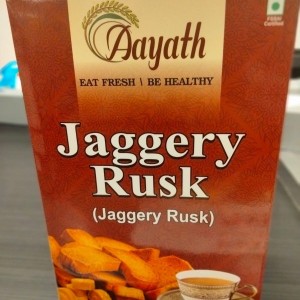 Aayath
EAT FRESH | BE HEALTHY
Jaggery
Rusk
(Jaggery Rusk)